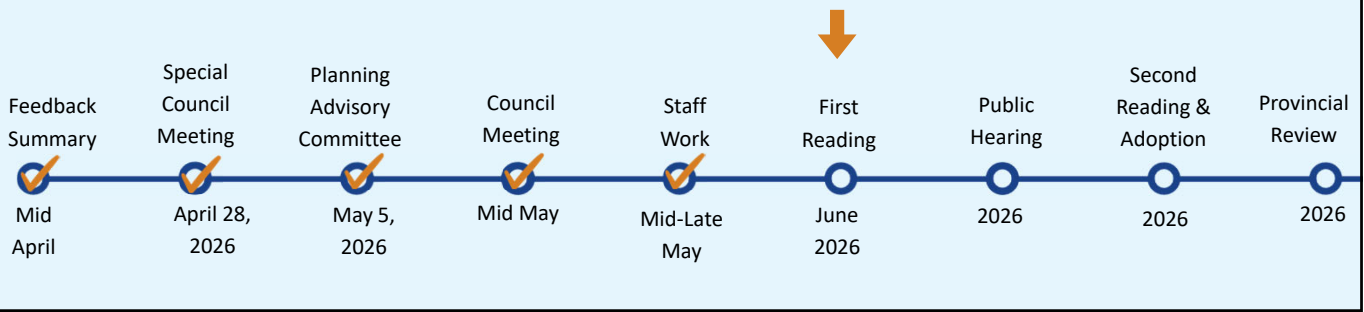 Feedback
Summary
Special
Council
Meeting
Planning
Advisory
Committee
Council
Meeting
Staff
Work
First
Reading
Public
Hearing
Second
Reading &
Adoption
Provincial
Review
Mid
April
April 28,
2026
May 5,
2026
Mid May
Mid-Late
May
June
2026
2026
2026
2026